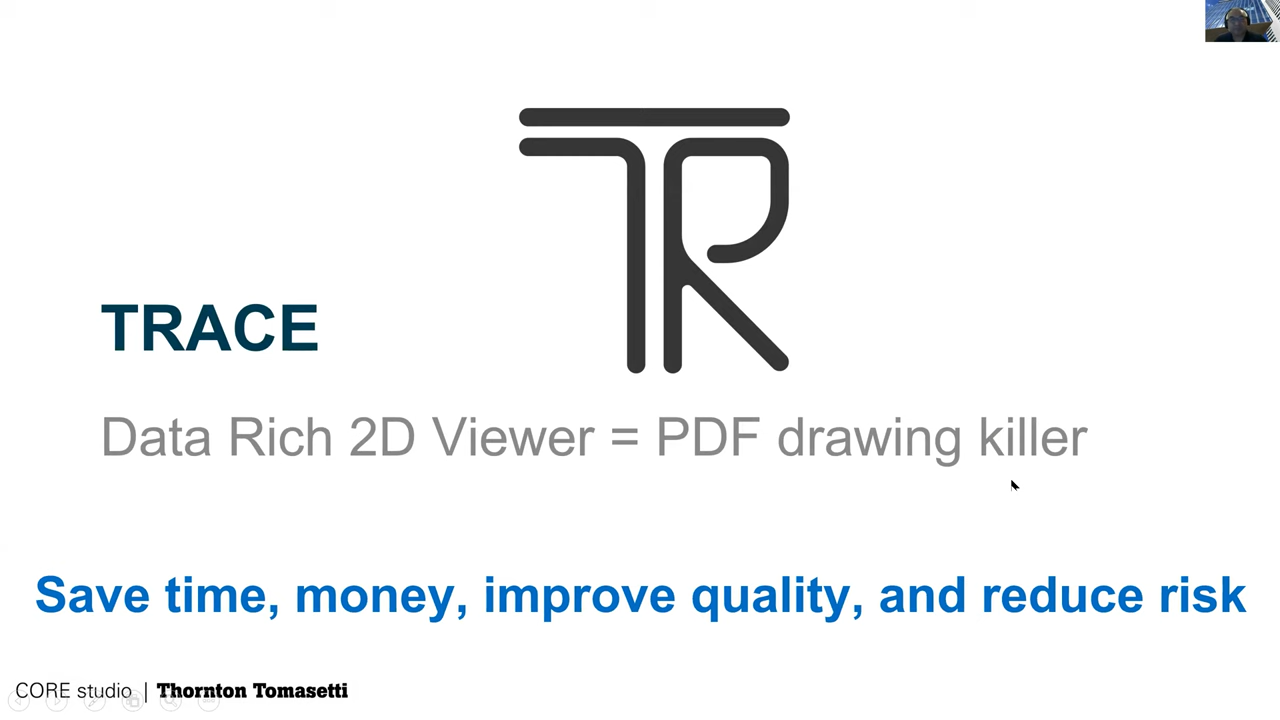 TR
TRACE
Data Rich 2D Viewer = PDF drawing killer
Save time, money, improve quality, and reduce risk
CORE studio | Thornton Tomasetti